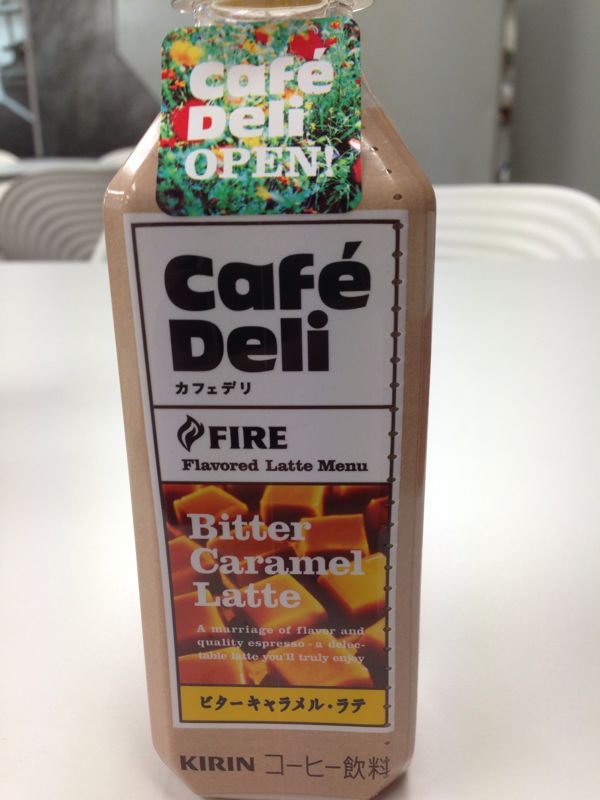 Café
Deli
OPEN!
Café
Deli
カフェデリ
FIRE
Flavored Latte Menu
Bitter
Caramel
Latte
A marriage of flavor and
quality espresso - a delec-
table latte you'll truly enjoy
ビターキャラメル・ラテ
KIRIN コーヒー飲料